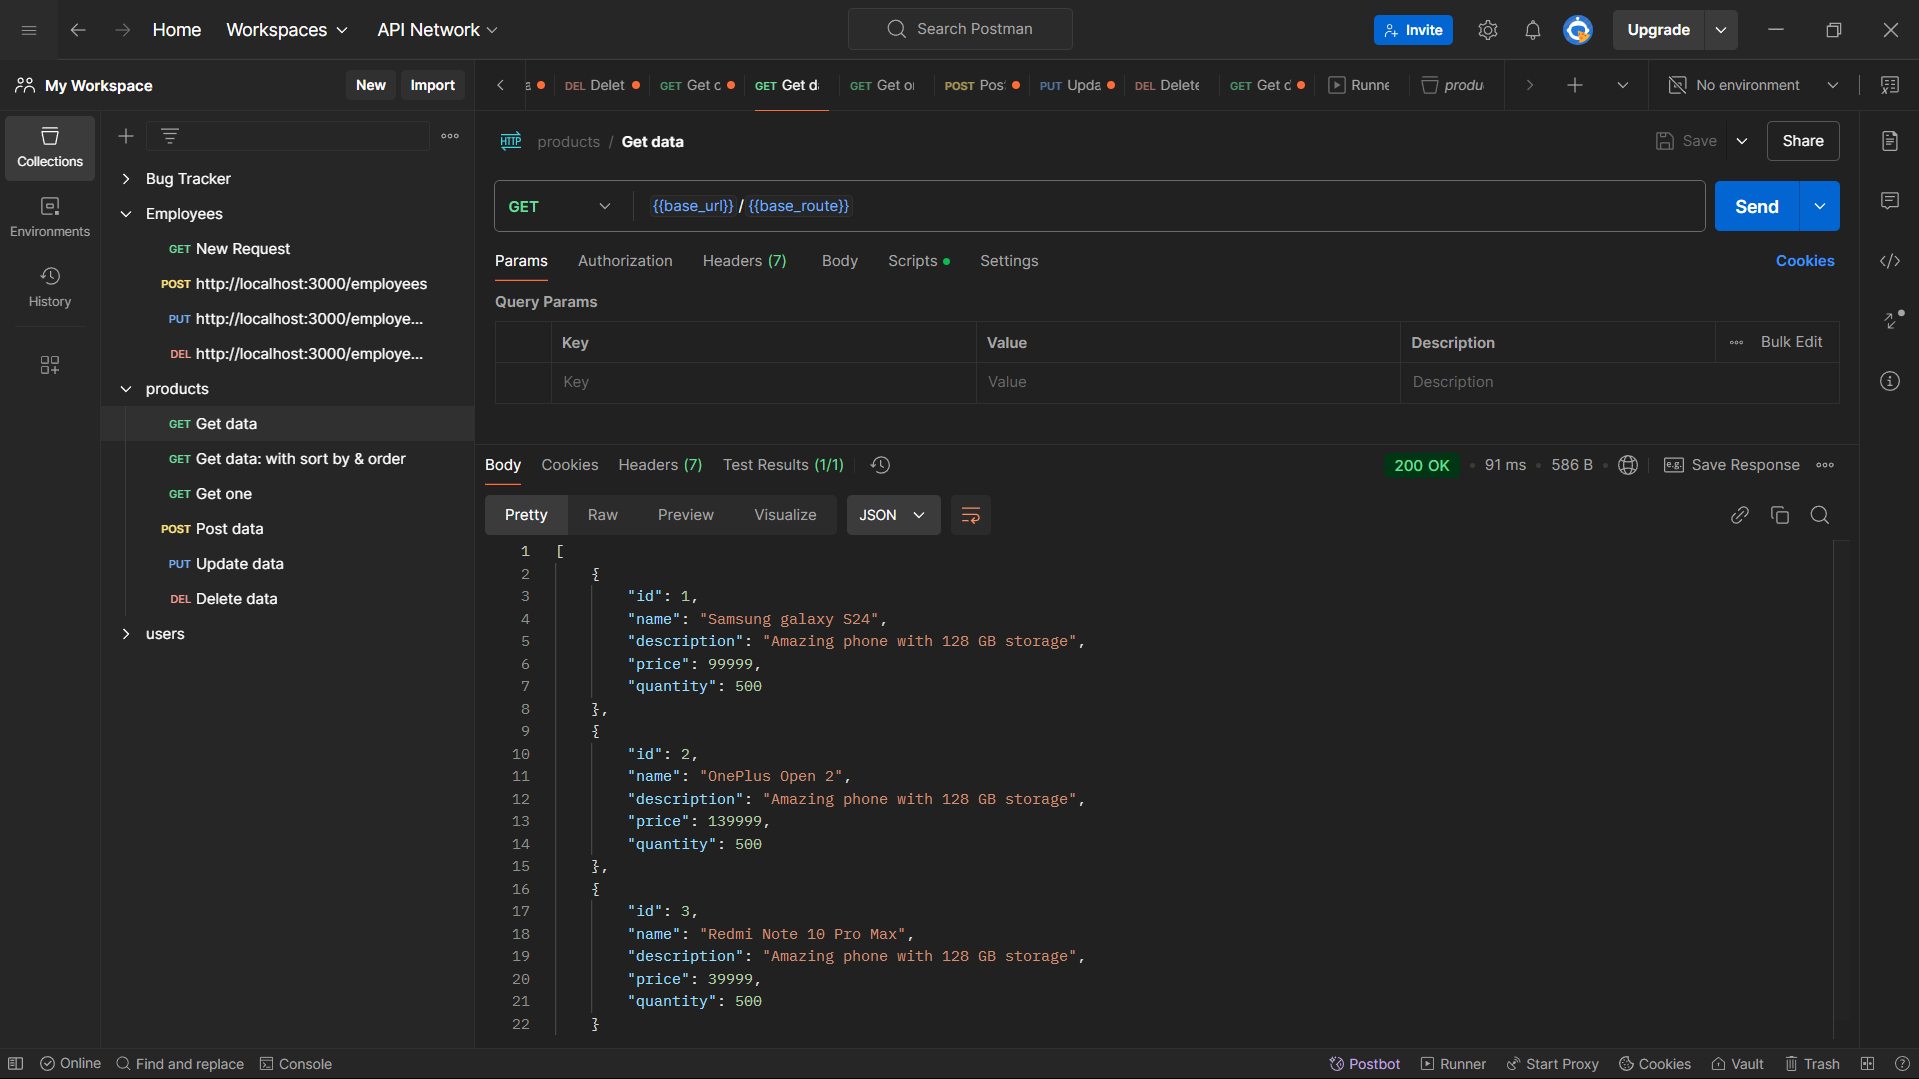 Home Workspaces API Network Search Postman Invite Upgrade
My Workspace New Import DEL Delet GET Get c GET Get da GET Get or POST Pos PUT Upda DEL Delete GET Get c Runne produ No environment
Collections
Environments
History
Bug Tracker
Employees
GET New Request
POST http://localhost:3000/employees
PUT http://localhost:3000/employe...
DEL http://localhost:3000/employe...
products
GET Get data
GET Get data: with sort by & order
GET Get one
POST Post data
PUT Update data
DEL Delete data
users
HTTP products / Get data Save Share
GET {{base_url}} / {{base_route}} Send
Params Authorization Headers (7) Body Scripts Settings Cookies
Query Params
Key Value Description Bulk Edit
Key Value Description
Body Cookies Headers (7) Test Results (1/1) 200 OK 91 ms 586 B e.g. Save Response
Pretty Raw Preview Visualize JSON
1 [
2 {
3 "id": 1,
4 "name": "Samsung galaxy S24",
5 "description": "Amazing phone with 128 GB storage",
6 "price": 99999,
7 "quantity": 500
8 },
9 {
10 "id": 2,
11 "name": "OnePlus Open 2",
12 "description": "Amazing phone with 128 GB storage",
13 "price": 139999,
14 "quantity": 500
15 },
16 {
17 "id": 3,
18 "name": "Redmi Note 10 Pro Max",
19 "description": "Amazing phone with 128 GB storage",
20 "price": 39999,
21 "quantity": 500
22 }
Online Find and replace Console Postbot Runner Start Proxy Cookies Vault Trash